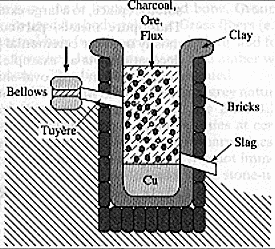 Charcoal,
Ore,
Flux
Clay
Bellows
Bricks
Tuyère
Slag
Cu